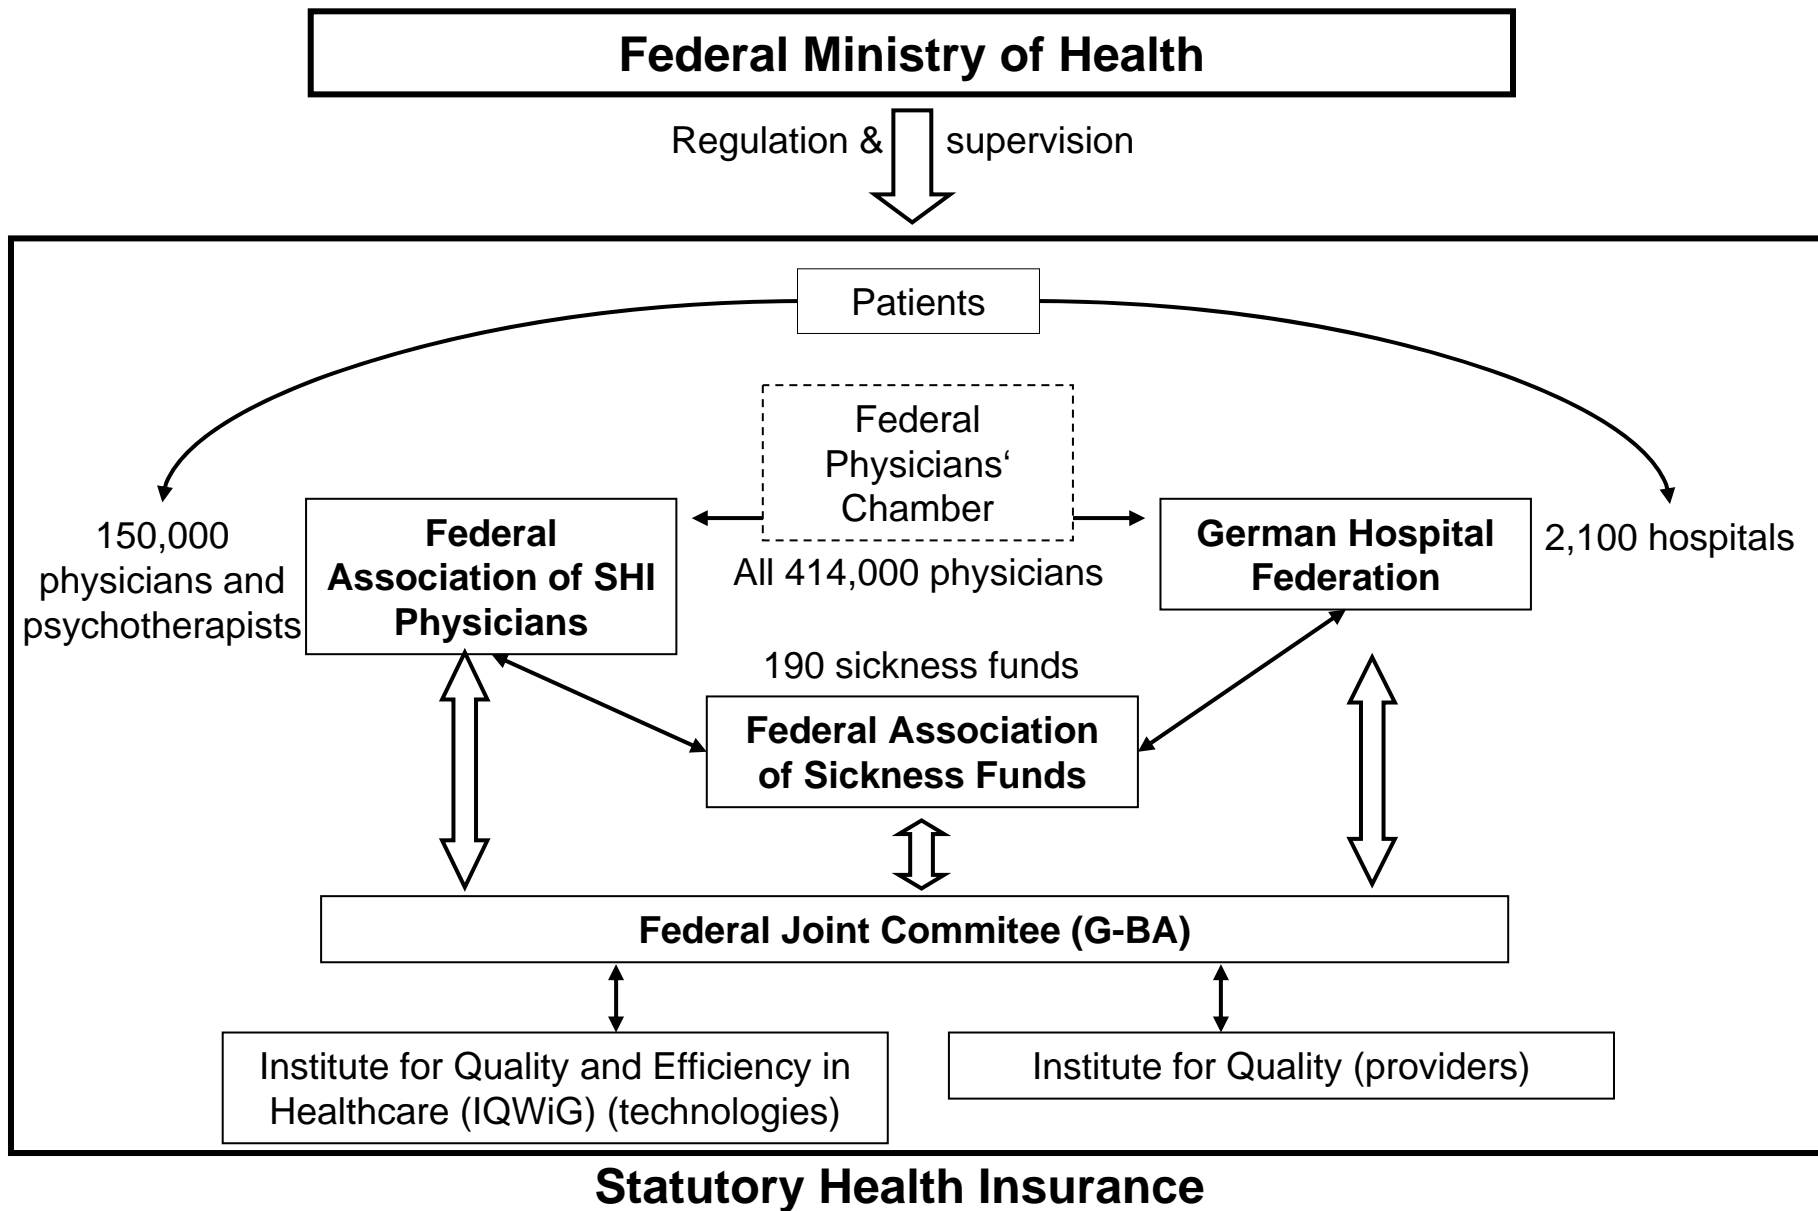 Federal Ministry of Health
Regulation & supervision
Patients
Federal
Physicians‘
Chamber
All 414,000 physicians
150,000
physicians and
psychotherapists
Federal
Association of SHI
Physicians
German Hospital
Federation
2,100 hospitals
190 sickness funds
Federal Association
of Sickness Funds
Federal Joint Commitee (G-BA)
Institute for Quality and Efficiency in
Healthcare (IQWiG) (technologies)
Institute for Quality (providers)
Statutory Health Insurance